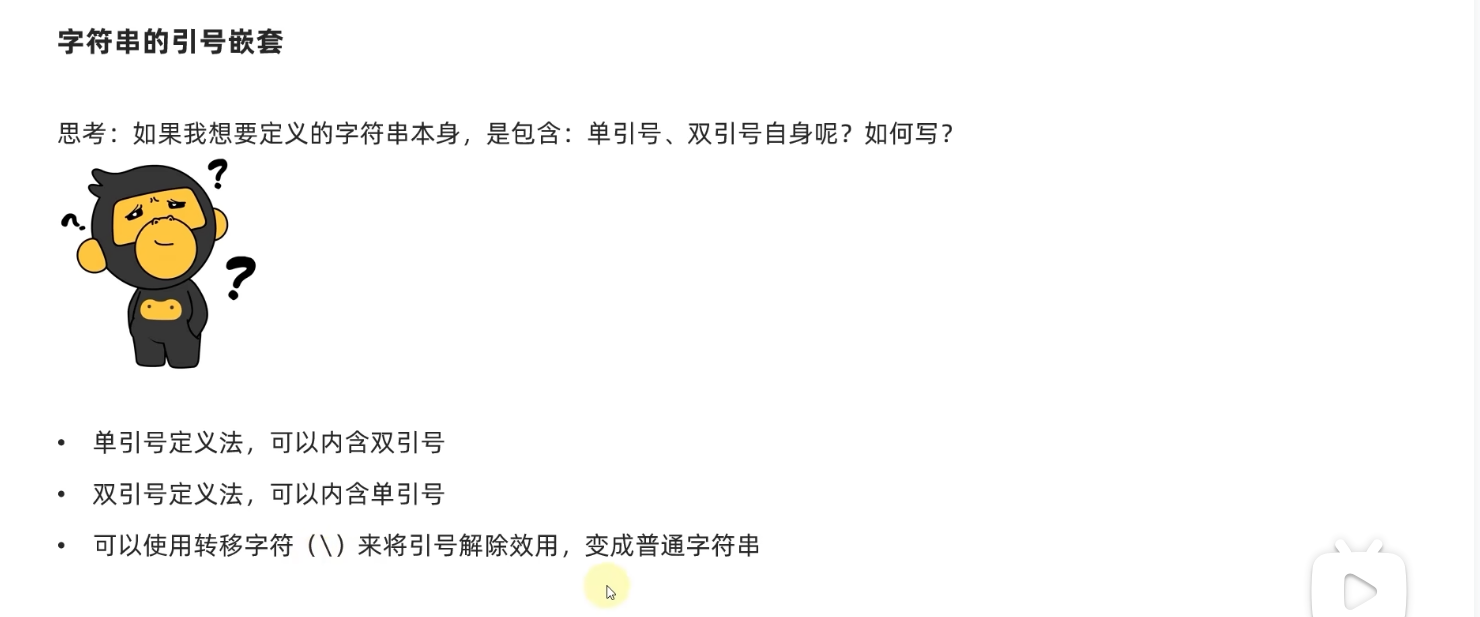 字符串的引号嵌套
思考：如果我想要定义的字符串本身，是包含：单引号、双引号自身呢？如何写？
? ? ?
• 单引号定义法，可以内含双引号
• 双引号定义法，可以内含单引号
• 可以使用转移字符（\）来将引号解除效用，变成普通字符串